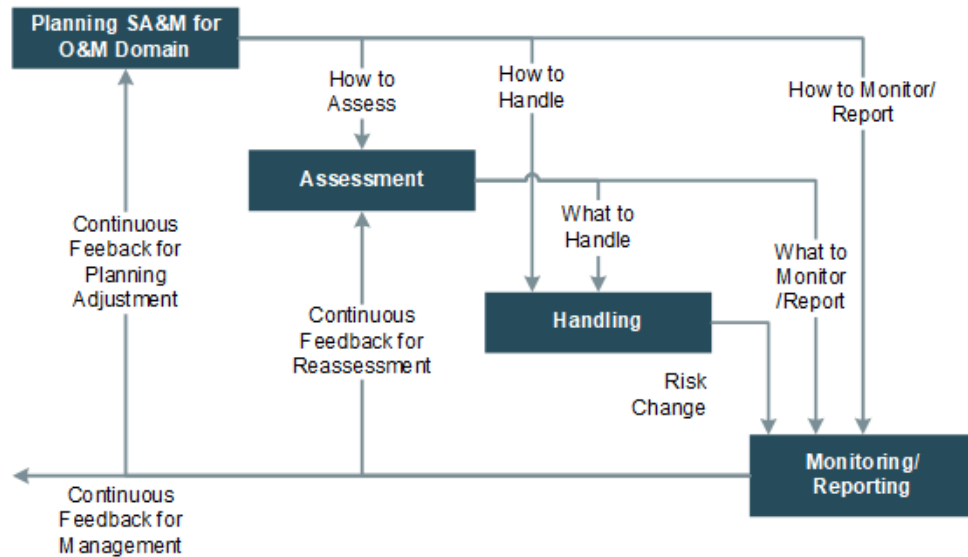 Planning SA&M for
O&M Domain
How to
Assess
How to
Handle
How to Monitor/
Report
Assessment
What to
Handle
What to
Monitor
/Report
Continuous
Feeback for
Planning
Adjustment
Continuous
Feedback for
Reassessment
Handling
Risk
Change
Monitoring/
Reporting
Continuous
Feedback for
Management